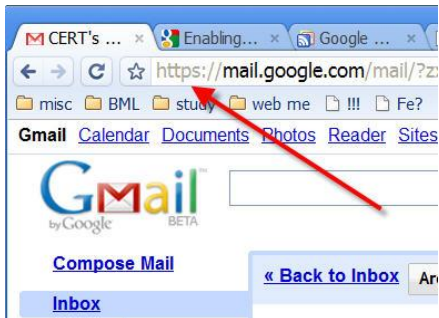 CERT's ... Enabling... Google ...
https://mail.google.com/mail/?z
misc BML study web me !!! Fe?
Gmail Calendar Documents Photos Reader Sites
Gmail
by Google BETA
Compose Mail
« Back to Inbox Ar
Inbox